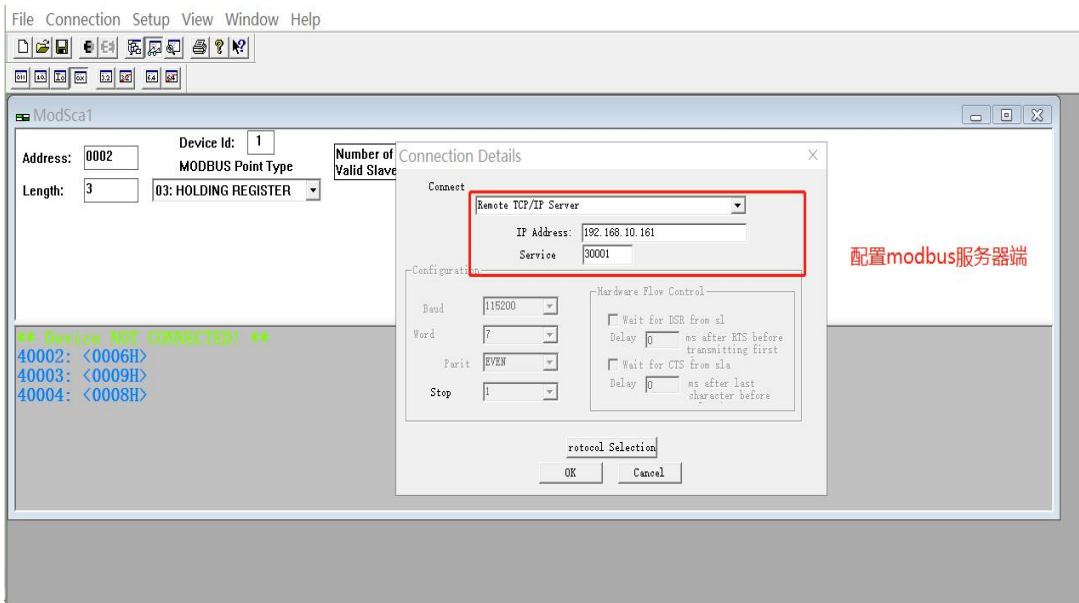 File Connection Setup View Window Help
ModSca1
Device Id: 1
Address: 0002
MODBUS Point Type
Number of
Valid Slave
Length: 3
03: HOLDING REGISTER
Connection Details
Connect
Remote TCP/IP Server
IP Address: 192.168.10.161
Service 30001
配置modbus服务器端
Configuration
Baud 115200
Word 7
Parit EVEN
Stop 1
Hardware Flow Control
Wait for DSR from sl
Delay 0 ms after RTS before
transmitting first
Wait for CTS from sla
Delay 0 ms after last
character before
rotocol Selection
OK Cancel
** Device NOT CONNECTED! **
40002: <0006H>
40003: <0009H>
40004: <0008H>